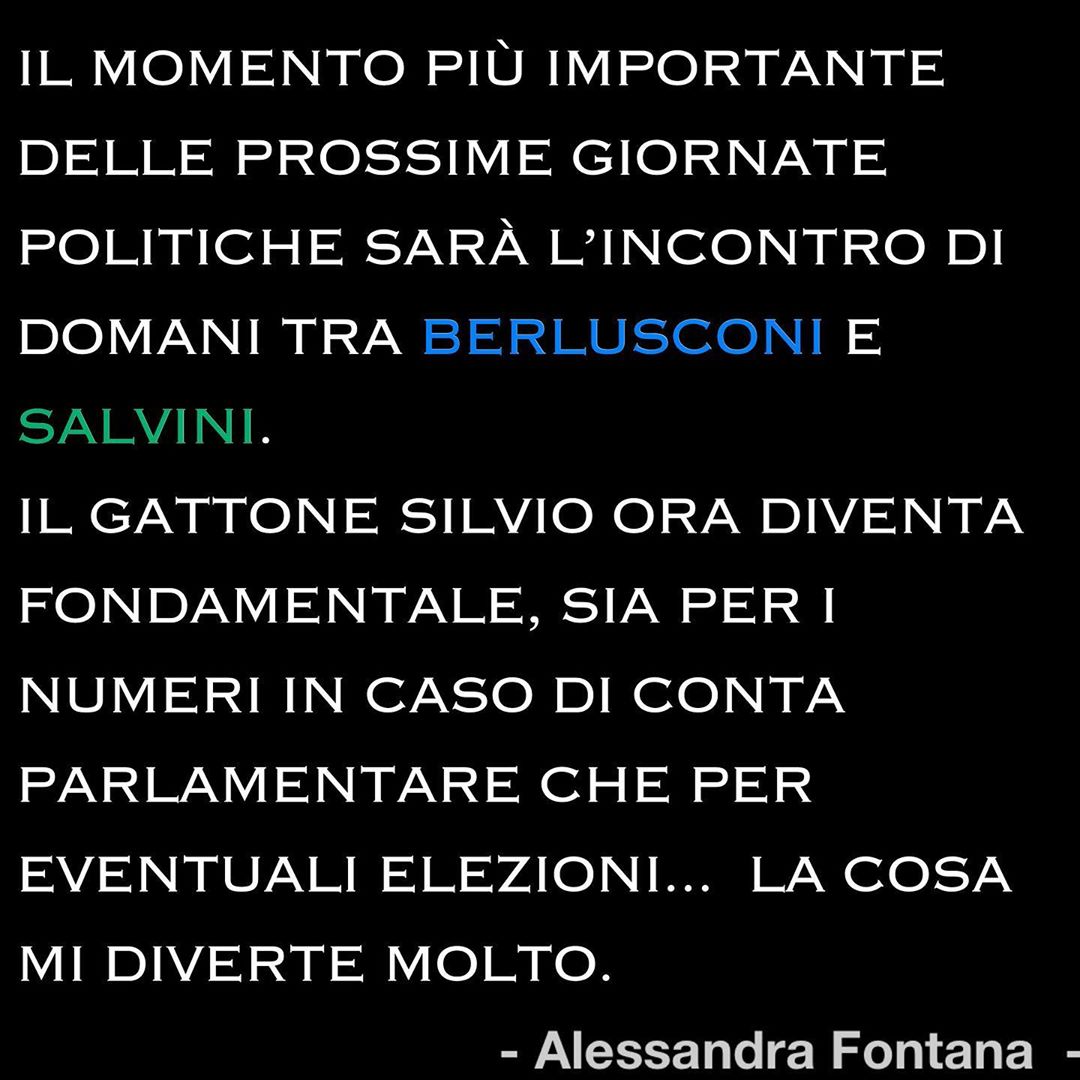 IL MOMENTO PIÙ IMPORTANTE
DELLE PROSSIME GIORNATE
POLITICHE SARÀ L’INCONTRO DI
DOMANI TRA BERLUSCONI E
SALVINI.
IL GATTONE SILVIO ORA DIVENTA
FONDAMENTALE, SIA PER I
NUMERI IN CASO DI CONTA
PARLAMENTARE CHE PER
EVENTUALI ELEZIONI...  LA COSA
MI DIVERTE MOLTO.
- Alessandra Fontana -